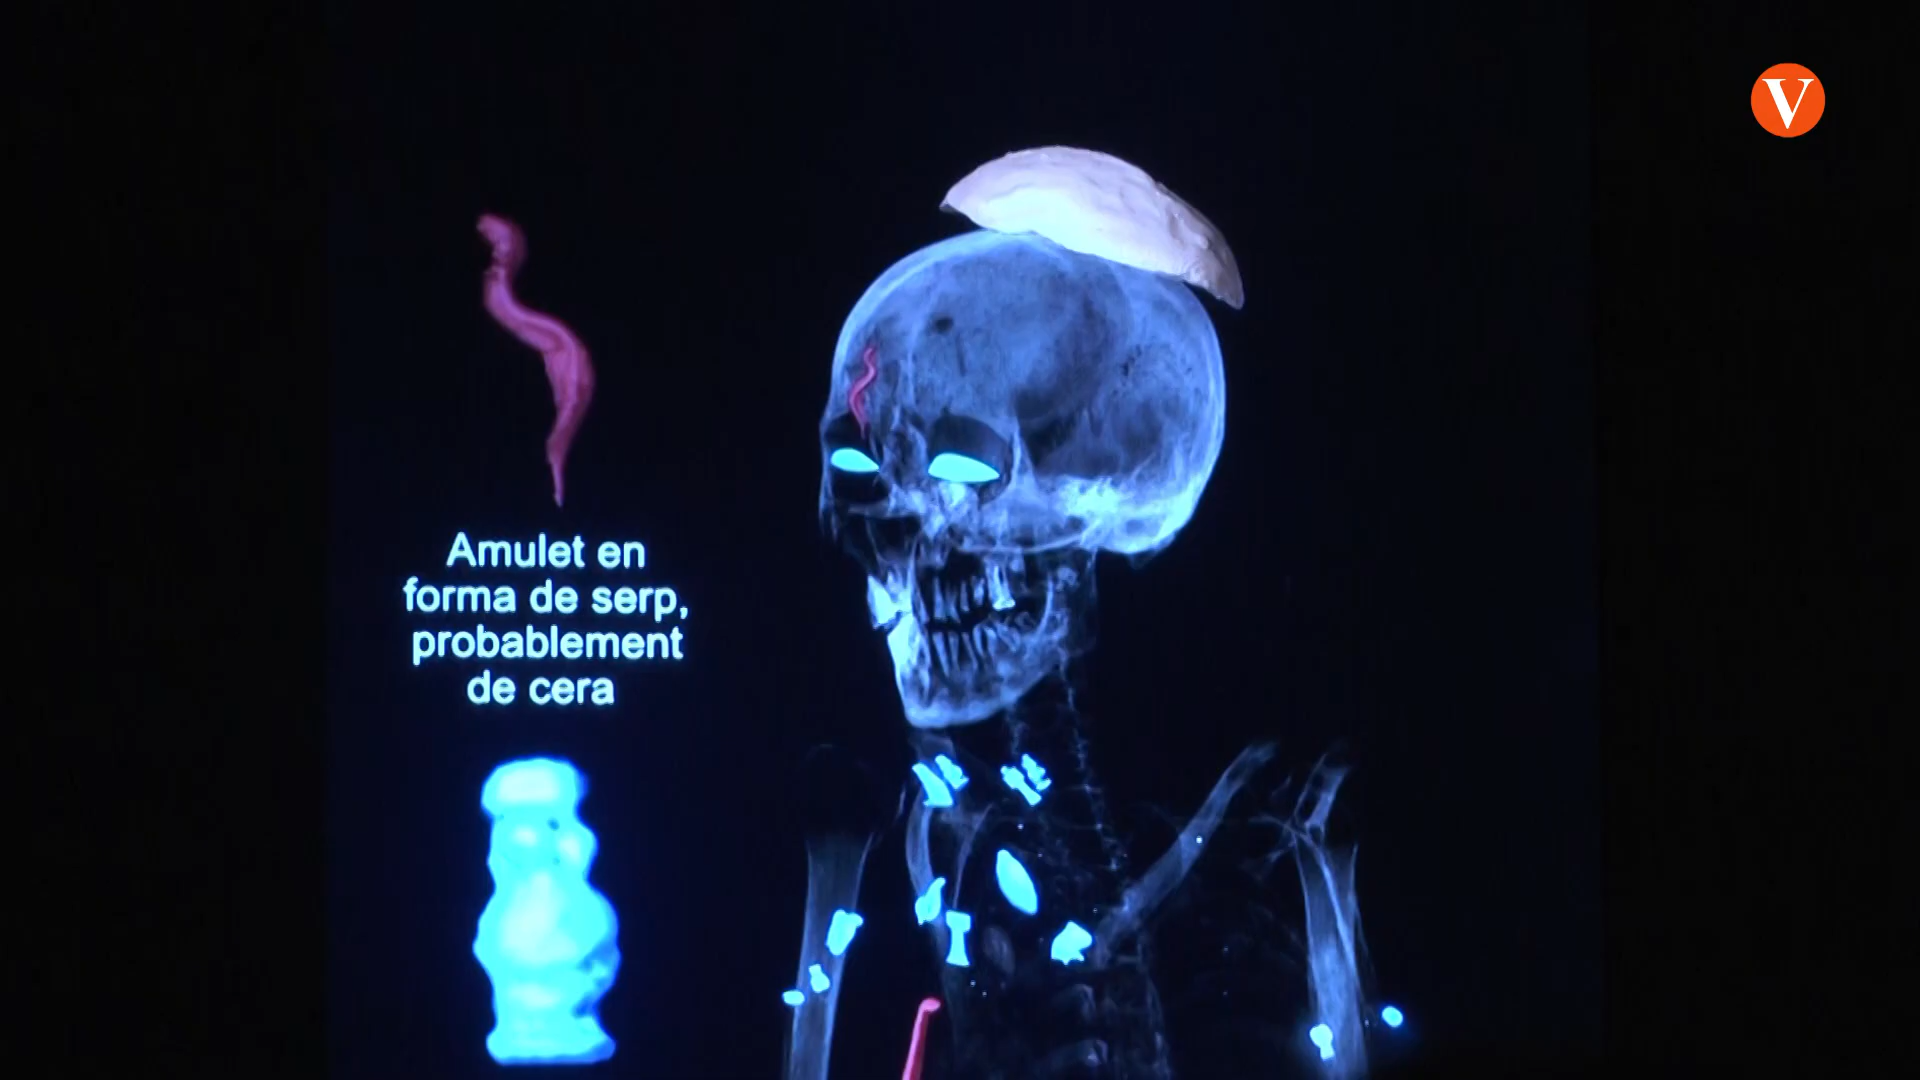 V
Amulet en
forma de serp,
probablement
de cera